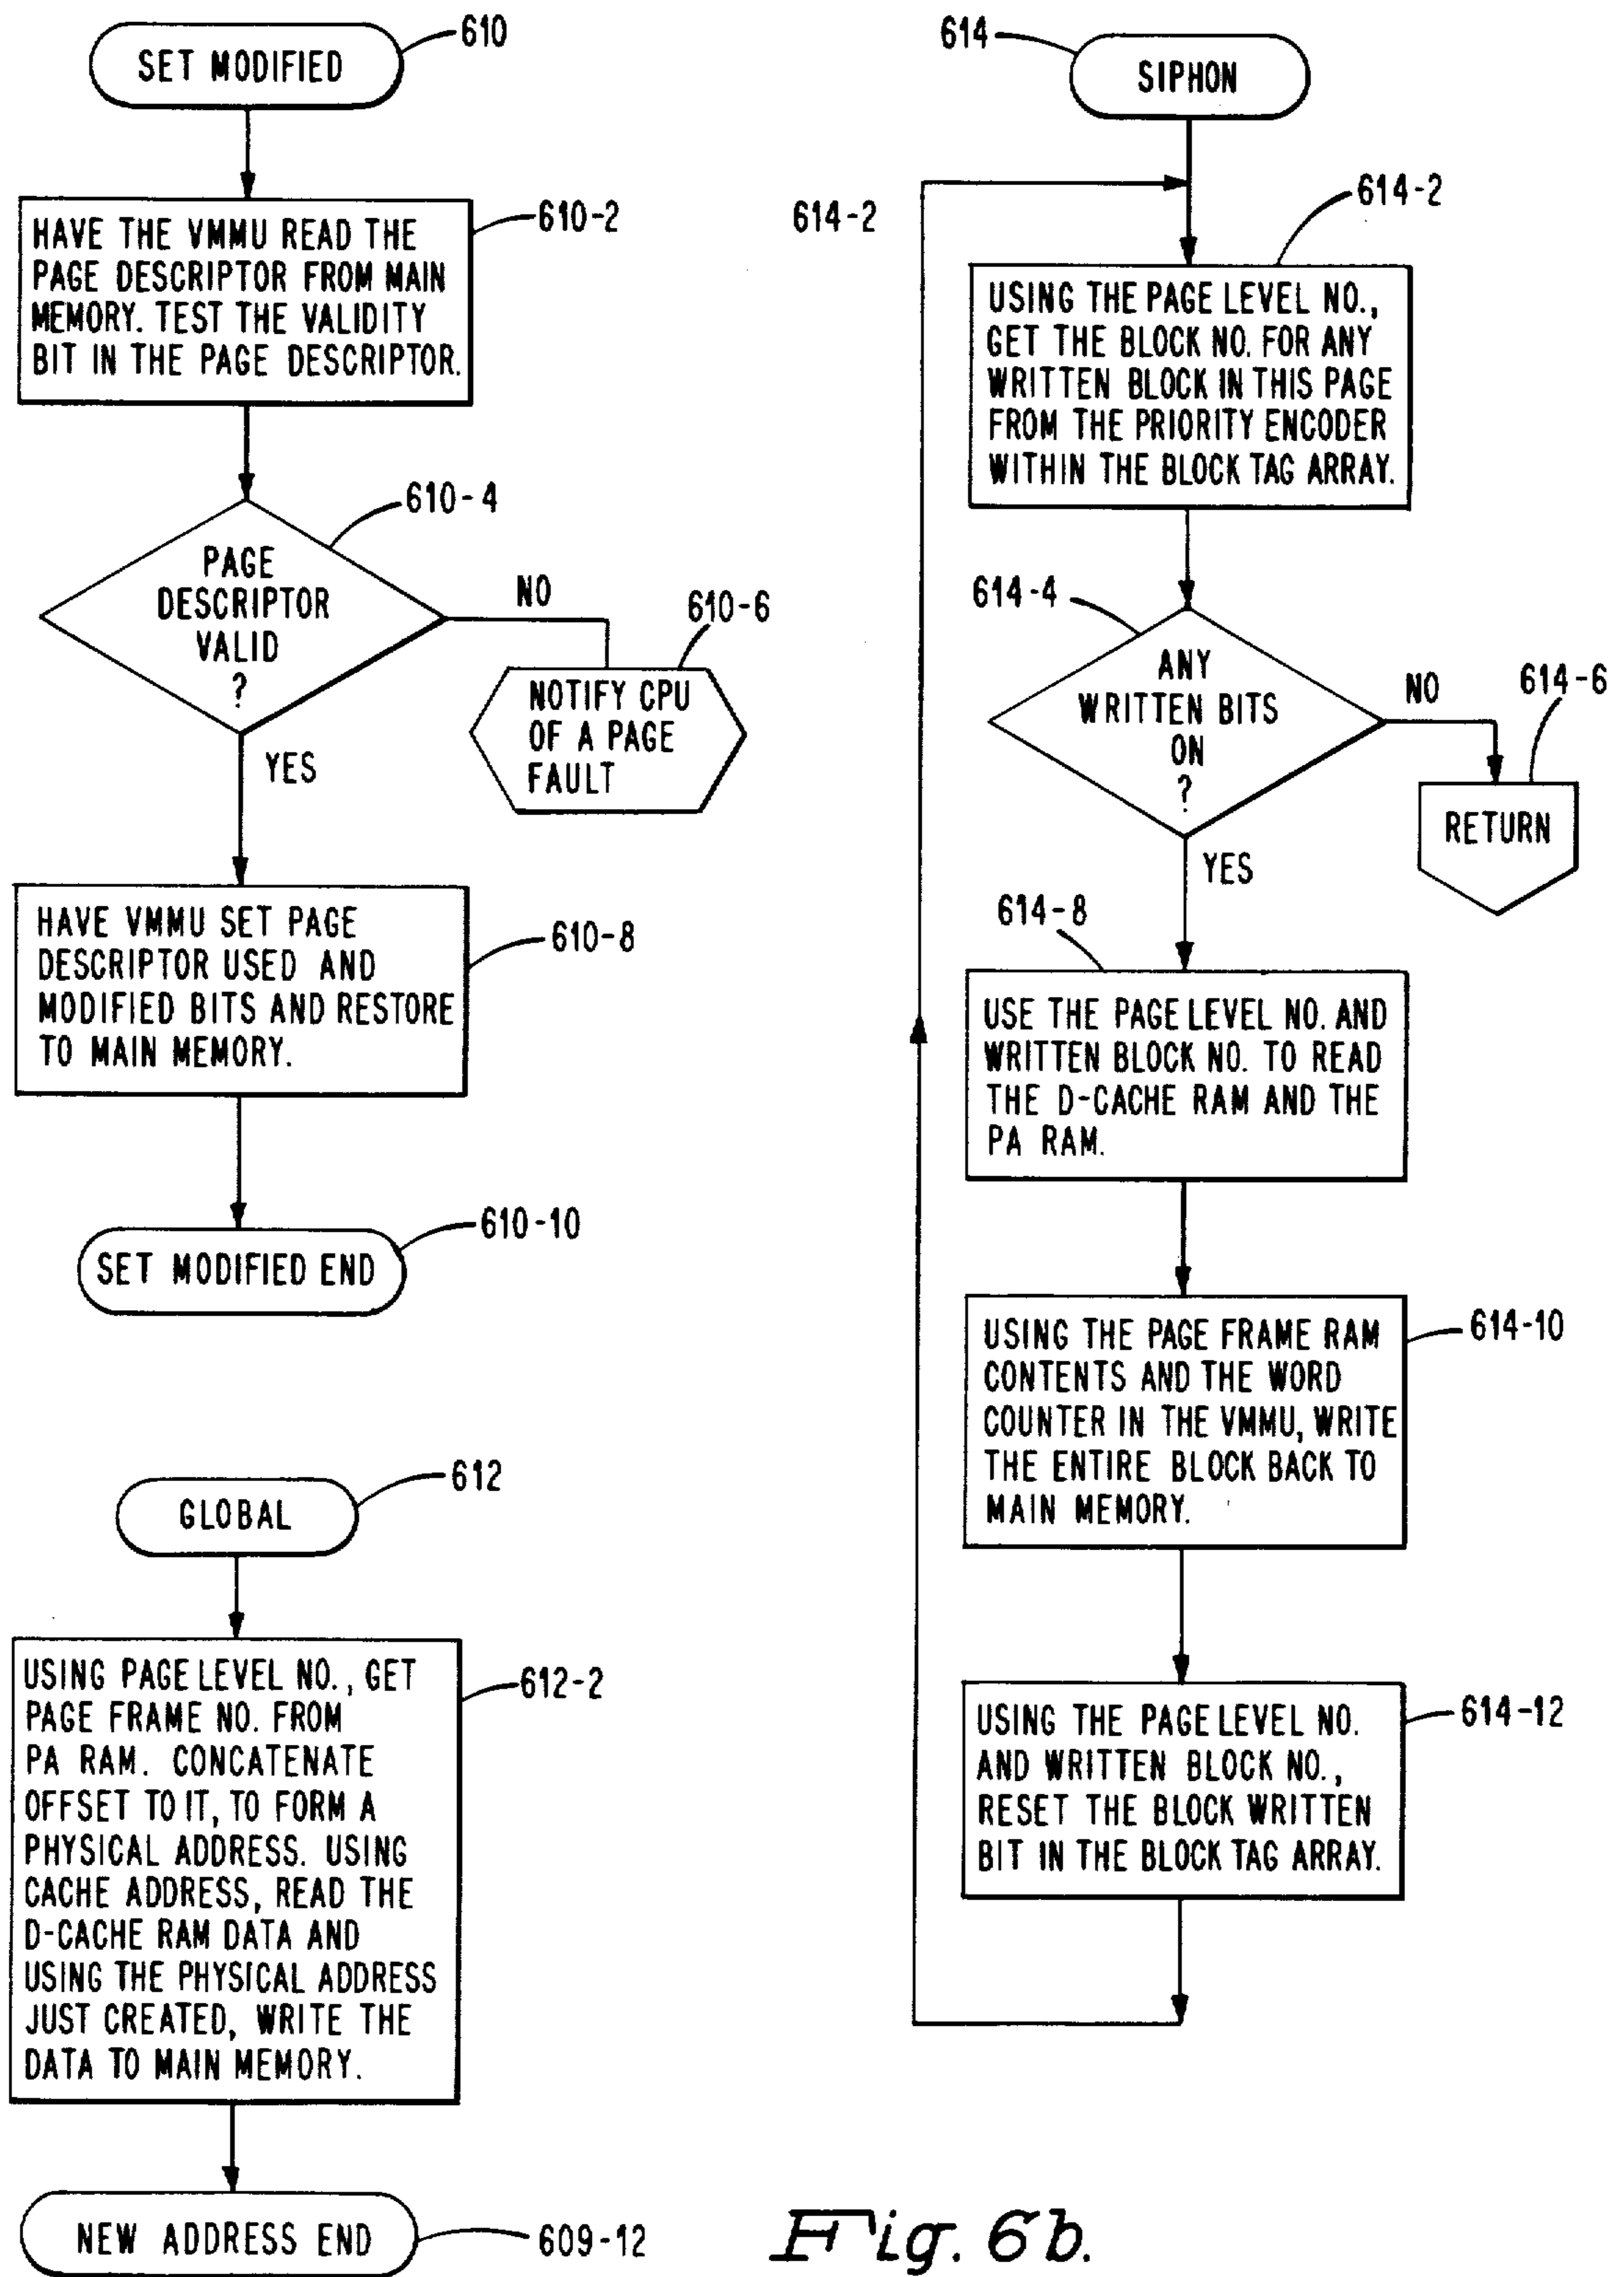 610
SET MODIFIED
610-2
HAVE THE VMMU READ THE
PAGE DESCRIPTOR FROM MAIN
MEMORY. TEST THE VALIDITY
BIT IN THE PAGE DESCRIPTOR.
610-4
PAGE
DESCRIPTOR
VALID
?
NO
610-6
NOTIFY CPU
OF A PAGE
FAULT
YES
HAVE VMMU SET PAGE
DESCRIPTOR USED AND
MODIFIED BITS AND RESTORE
TO MAIN MEMORY.
610-8
610-10
SET MODIFIED END
612
GLOBAL
USING PAGE LEVEL NO., GET
PAGE FRAME NO. FROM
PA RAM. CONCATENATE
OFFSET TO IT, TO FORM A
PHYSICAL ADDRESS. USING
CACHE ADDRESS, READ THE
D-CACHE RAM DATA AND
USING THE PHYSICAL ADDRESS
JUST CREATED, WRITE THE
DATA TO MAIN MEMORY.
612-2
NEW ADDRESS END
609-12
614
SIPHON
614-2
614-2
USING THE PAGE LEVEL NO.,
GET THE BLOCK NO. FOR ANY
WRITTEN BLOCK IN THIS PAGE
FROM THE PRIORITY ENCODER
WITHIN THE BLOCK TAG ARRAY.
614-4
ANY
WRITTEN BITS
ON
?
NO
614-6
RETURN
YES
614-8
USE THE PAGE LEVEL NO. AND
WRITTEN BLOCK NO. TO READ
THE D-CACHE RAM AND THE
PA RAM.
USING THE PAGE FRAME RAM
CONTENTS AND THE WORD
COUNTER IN THE VMMU, WRITE
THE ENTIRE BLOCK BACK TO
MAIN MEMORY.
614-10
USING THE PAGE LEVEL NO.
AND WRITTEN BLOCK NO.,
RESET THE BLOCK WRITTEN
BIT IN THE BLOCK TAG ARRAY.
614-12
Fig. 6b.